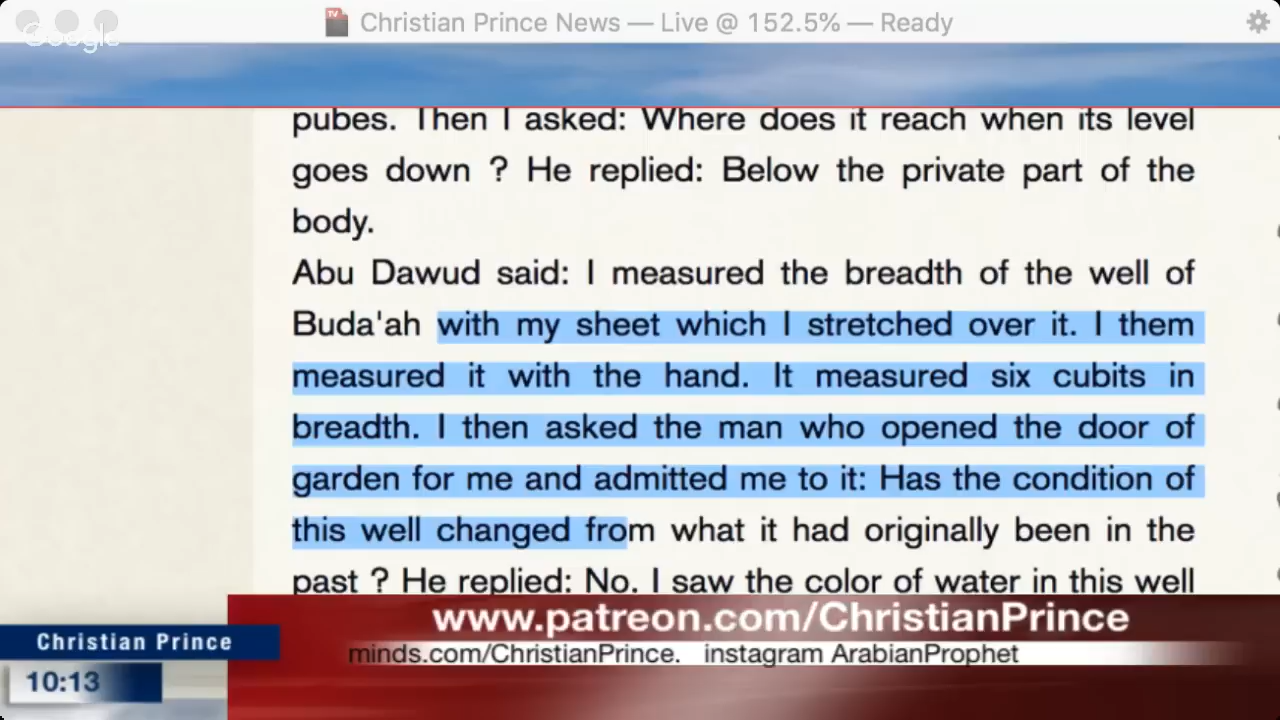 TV
Christian Prince News — Live @ 152.5% — Ready
Google
pubes. Then I asked: Where does it reach when its level
goes down ? He replied: Below the private part of the
body.
Abu Dawud said: I measured the breadth of the well of
Buda'ah with my sheet which I stretched over it. I them
measured it with the hand. It measured six cubits in
breadth. I then asked the man who opened the door of
garden for me and admitted me to it: Has the condition of
this well changed from what it had originally been in the
past ? He replied: No. I saw the color of water in this well
www.patreon.com/ChristianPrince
Christian Prince
minds.com/ChristianPrince. instagram ArabianProphet
10:13